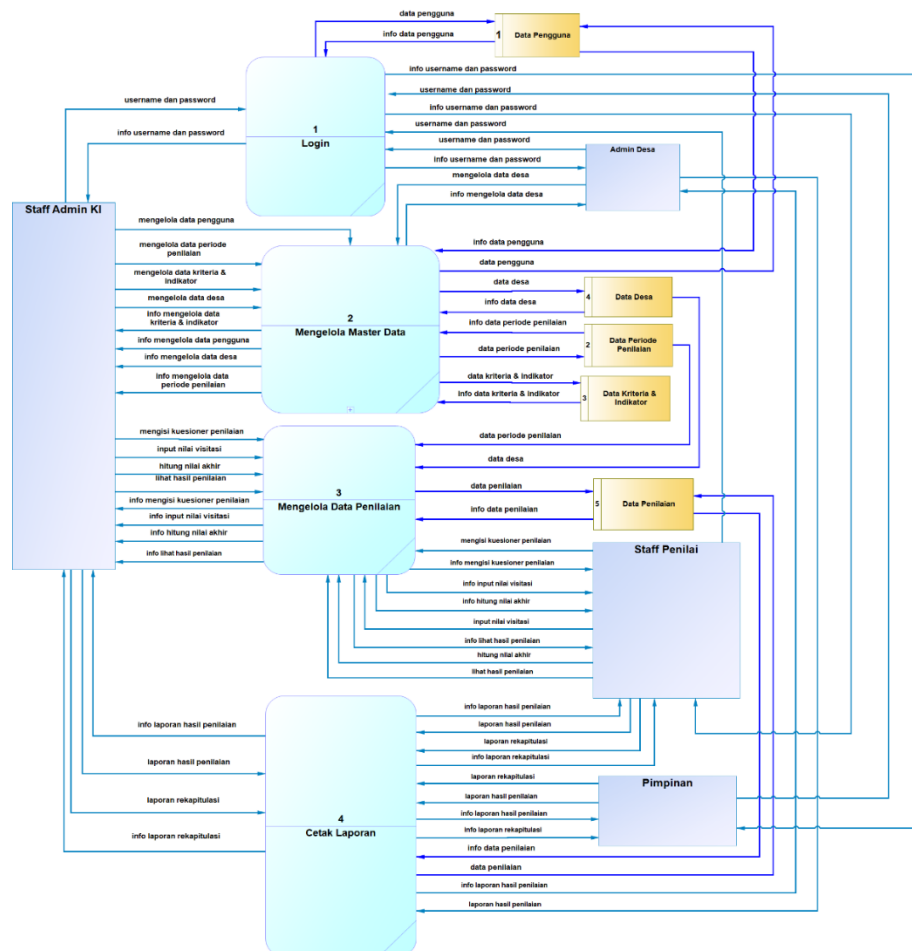 data pengguna
info data pengguna
1
Data Pengguna
info username dan password
username dan password
info username dan password
username dan password
username dan password
info username dan password
mengelola data desa
info mengelola data desa
username dan password
info username dan password
1
Login
Admin Desa
Staff Admin KI
mengelola data pengguna
mengelola data periode
penilaian
mengelola data kriteria &
indikator
mengelola data desa
info mengelola data
kriteria & indikator
info mengelola data pengguna
info mengelola data desa
info mengelola data
periode penilaian
2
Mengelola Master Data
info data pengguna
data pengguna
data desa
info data desa
info data periode penilaian
data periode penilaian
data kriteria & indikator
info data kriteria & indikator
4
Data Desa
2
Data Periode
Penilaian
3
Data Kriteria &
Indikator
data periode penilaian
data desa
mengisi kuesioner penilaian
input nilai visitasi
hitung nilai akhir
lihat hasil penilaian
info mengisi kuesioner penilaian
info input nilai visitasi
info hitung nilai akhir
info lihat hasil penilaian
3
Mengelola Data Penilaian
data penilaian
info data penilaian
5
Data Penilaian
mengisi kuesioner penilaian
info mengisi kuesioner penilaian
info input nilai visitasi
info hitung nilai akhir
input nilai visitasi
info lihat hasil penilaian
hitung nilai akhir
lihat hasil penilaian
Staff Penilai
info laporan hasil penilaian
laporan hasil penilaian
laporan rekapitulasi
info laporan rekapitulasi
4
Cetak Laporan
info laporan hasil penilaian
laporan hasil penilaian
laporan rekapitulasi
info laporan rekapitulasi
laporan rekapitulasi
laporan hasil penilaian
info laporan hasil penilaian
info laporan rekapitulasi
info data penilaian
data penilaian
info laporan hasil penilaian
laporan hasil penilaian
Pimpinan